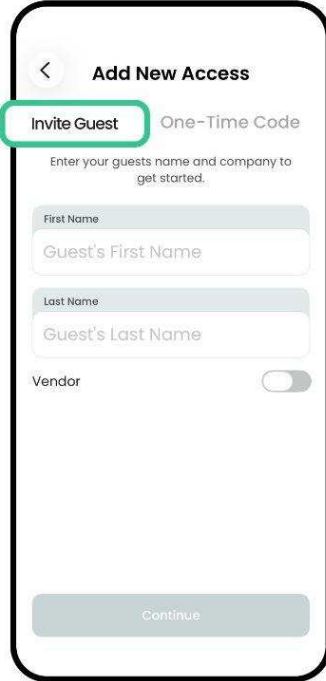 Add New Access
Invite Guest One-Time Code
Enter your guests name and company to
get started.
First Name
Guest's First Name
Last Name
Guest's Last Name
Vendor
Continue